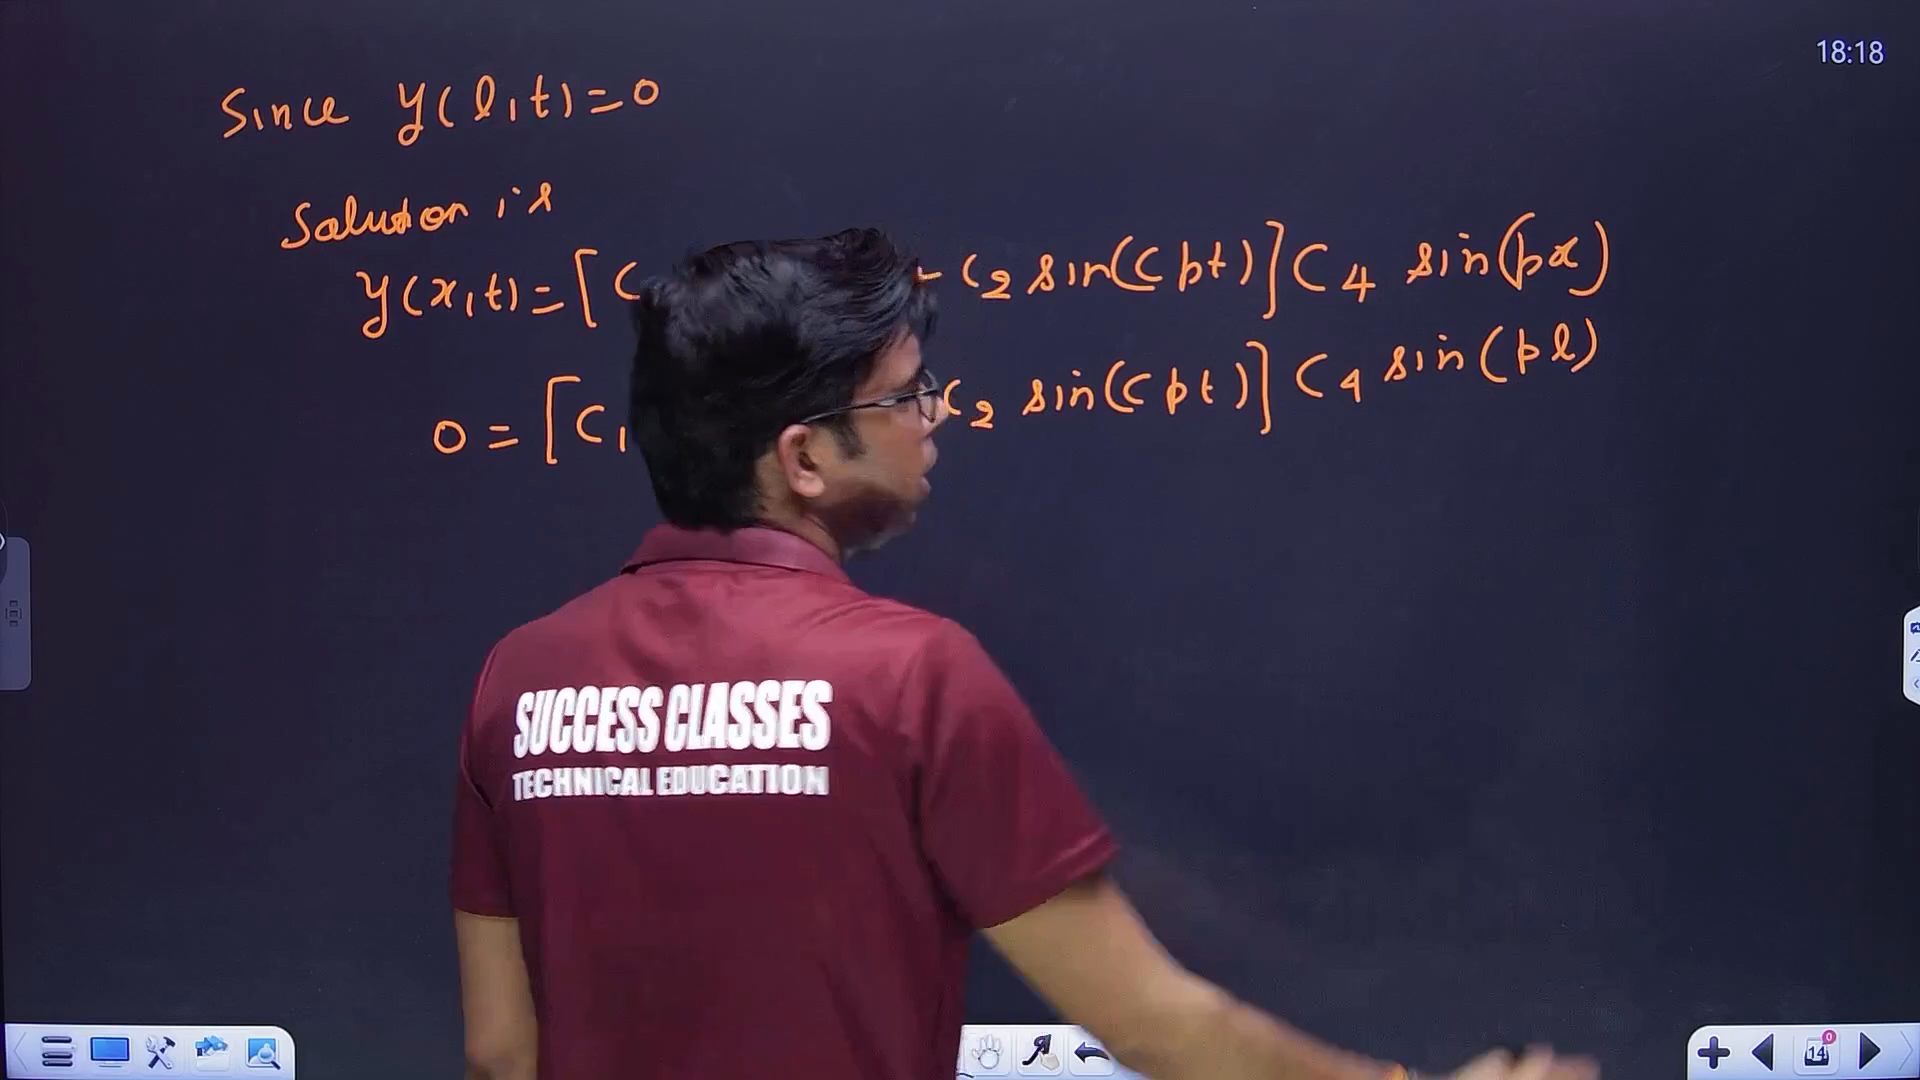 18:18
Since y(l,t)=0
Solution is
y(x,t)=[C + C₂ sin(cpt)] C₄ sin(px)
0=[C₁ C₂ sin(cpt)] C₄ sin(pl)
SUCCESS CLASSES
TECHNICAL EDUCATION
0
14